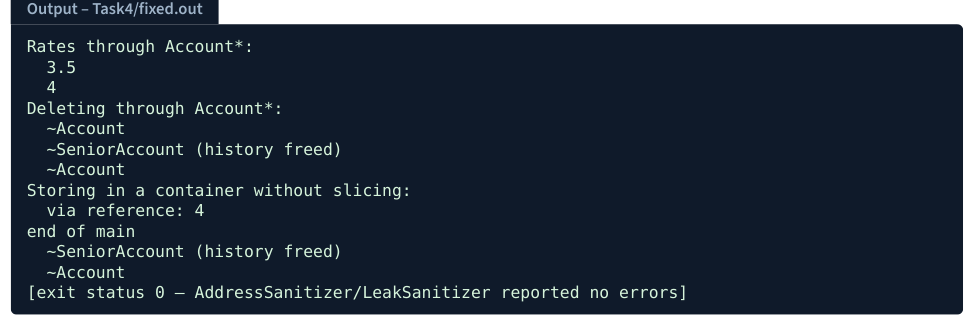 Output – Task4/fixed.out
Rates through Account*:
  3.5
  4
Deleting through Account*:
  ~Account
  ~SeniorAccount (history freed)
  ~Account
Storing in a container without slicing:
  via reference: 4
end of main
  ~SeniorAccount (history freed)
  ~Account
[exit status 0 — AddressSanitizer/LeakSanitizer reported no errors]